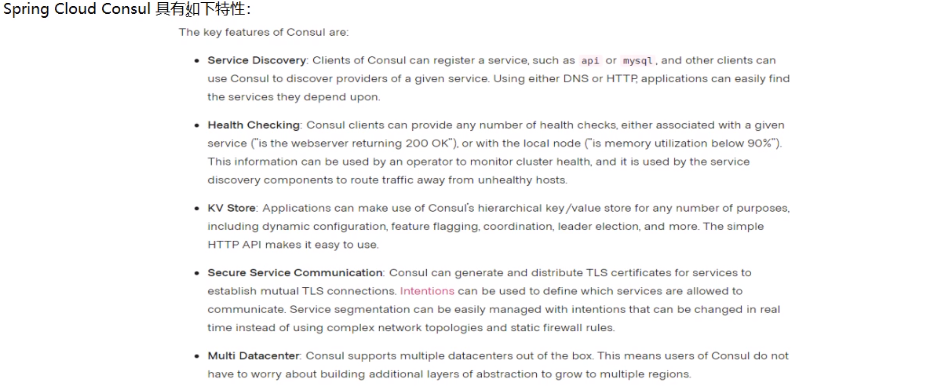 Spring Cloud Consul 具有如下特性：
The key features of Consul are:
• Service Discovery: Clients of Consul can register a service, such as api or mysql, and other clients can
use Consul to discover providers of a given service. Using either DNS or HTTP, applications can easily find
the services they depend upon.
• Health Checking: Consul clients can provide any number of health checks, either associated with a given
service ("is the webserver returning 200 OK"), or with the local node ("is memory utilization below 90%").
This information can be used by an operator to monitor cluster health, and it is used by the service
discovery components to route traffic away from unhealthy hosts.
• KV Store: Applications can make use of Consul's hierarchical key/value store for any number of purposes,
including dynamic configuration, feature flagging, coordination, leader election, and more. The simple
HTTP API makes it easy to use.
• Secure Service Communication: Consul can generate and distribute TLS certificates for services to
establish mutual TLS connections. Intentions can be used to define which services are allowed to
communicate. Service segmentation can be easily managed with intentions that can be changed in real
time instead of using complex network topologies and static firewall rules.
• Multi Datacenter: Consul supports multiple datacenters out of the box. This means users of Consul do not
have to worry about building additional layers of abstraction to grow to multiple regions.